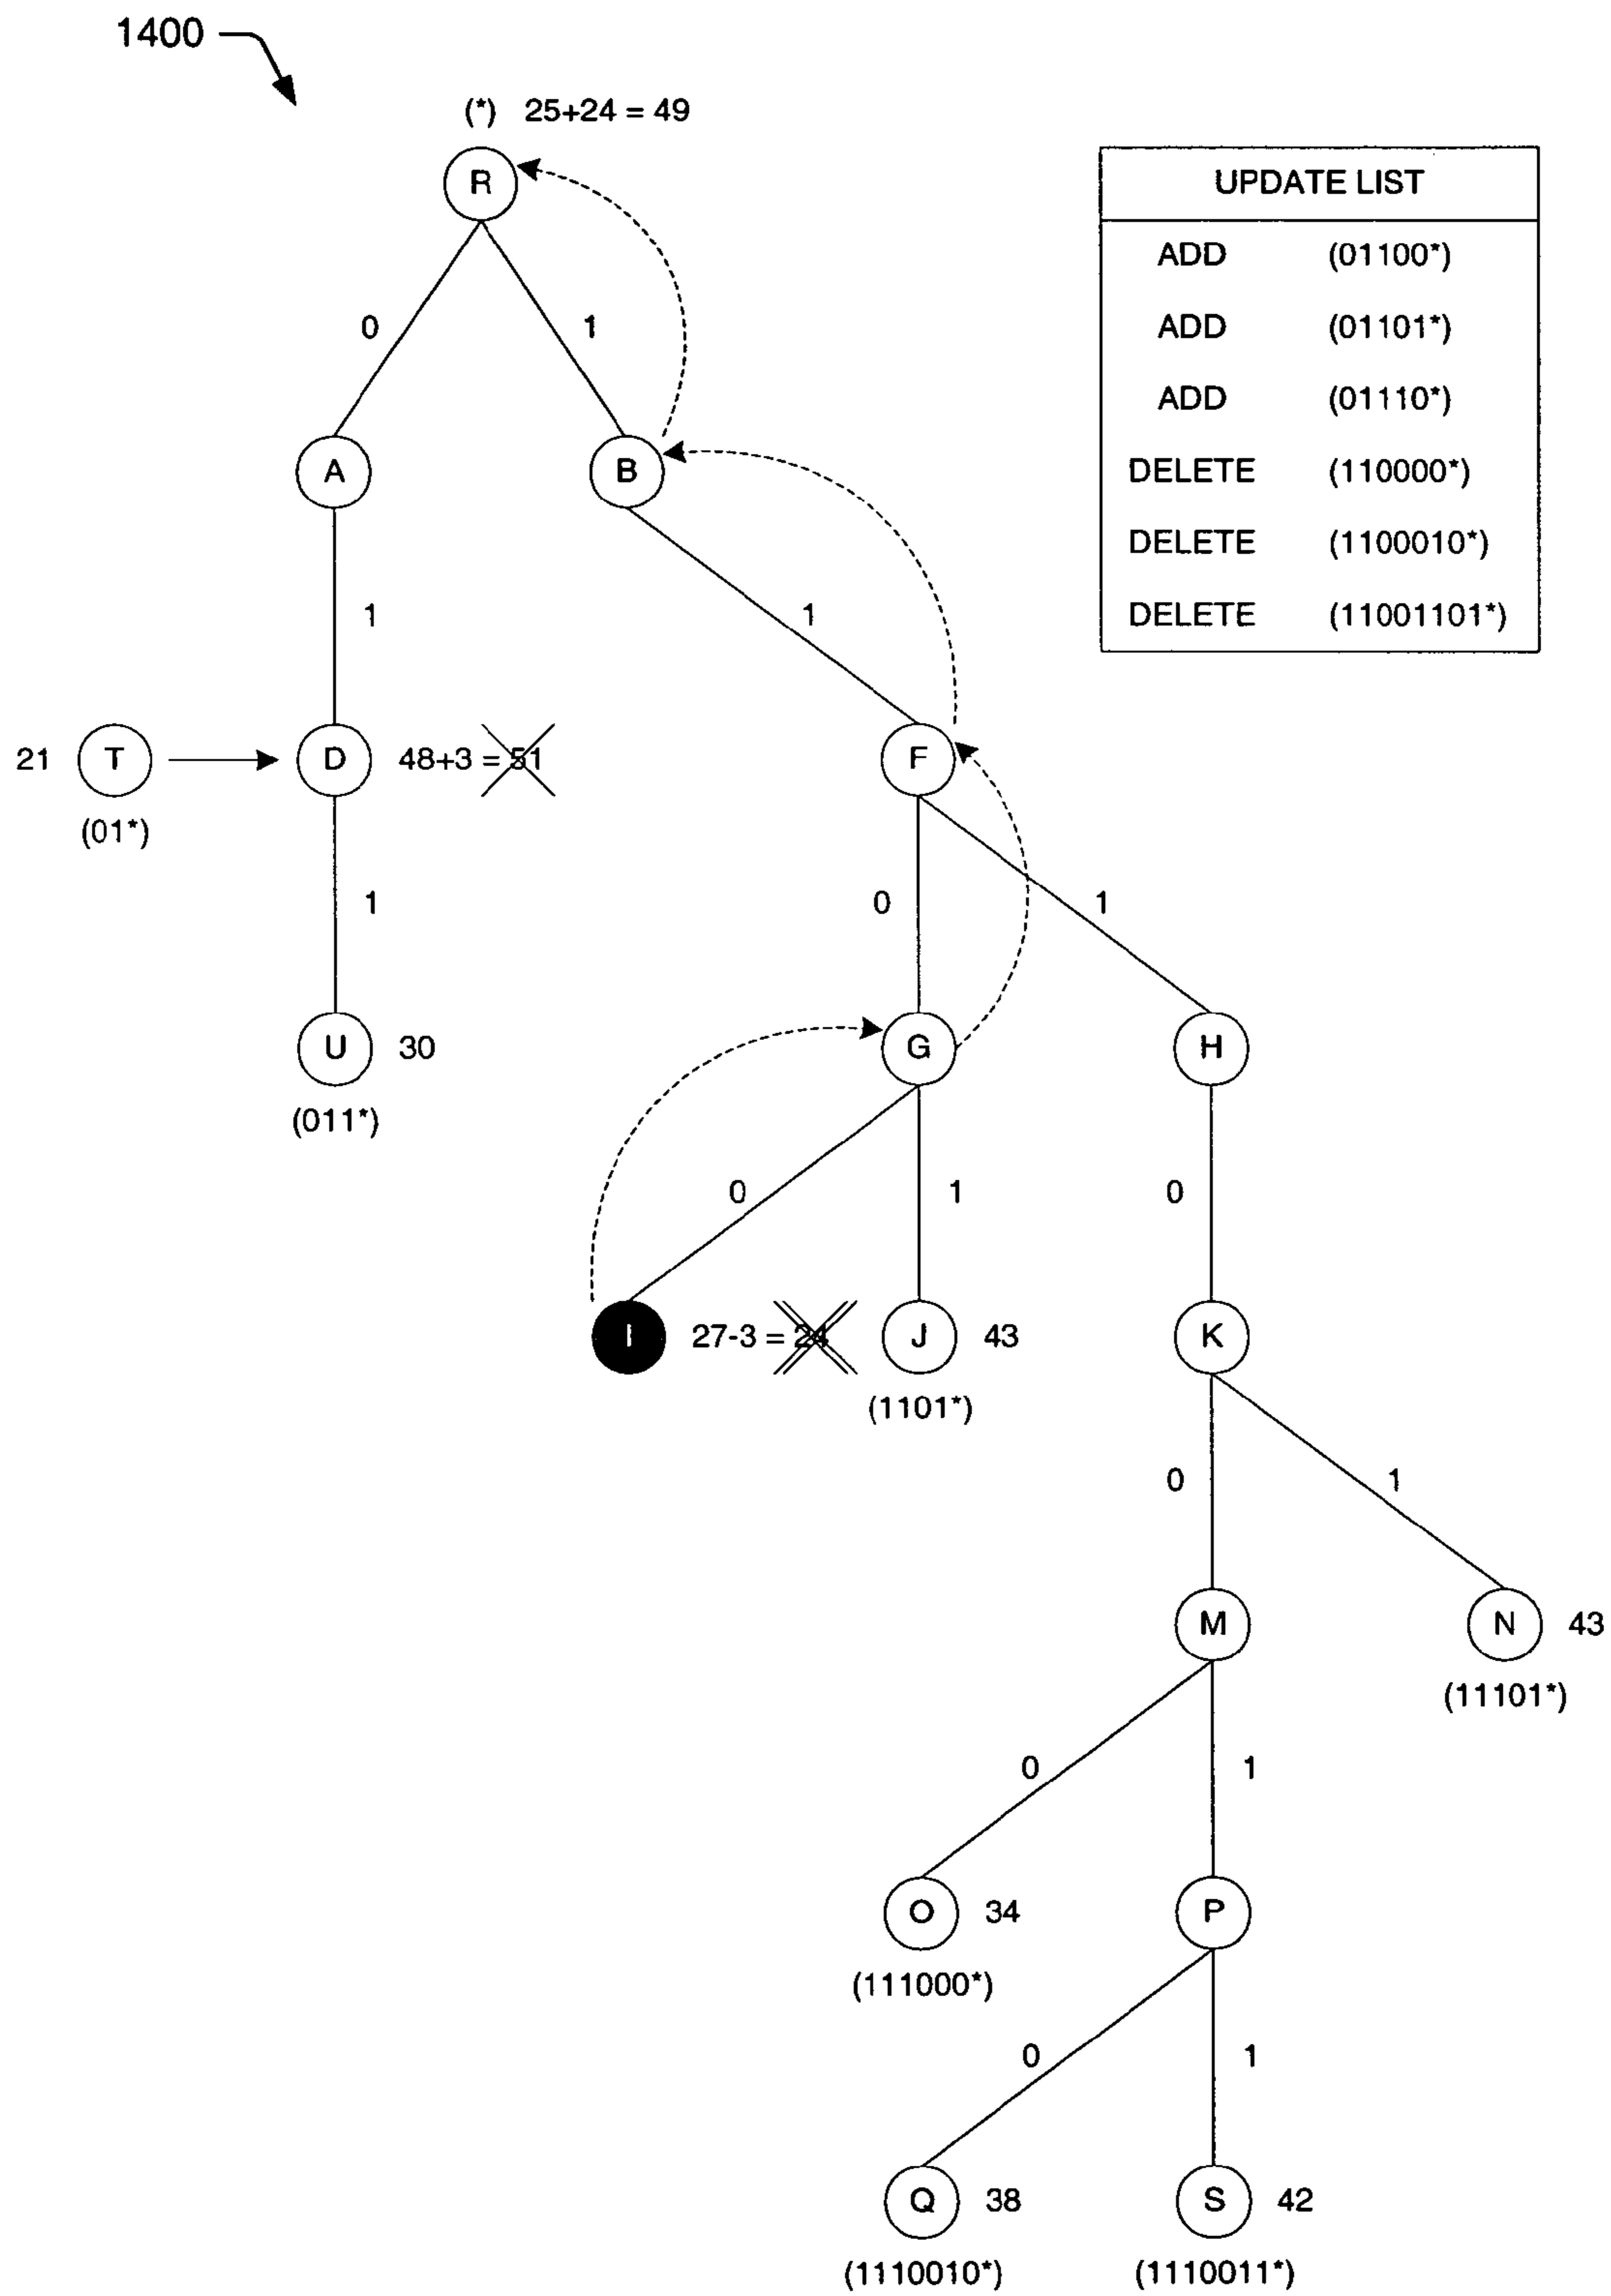 1400
(*) 25+24 = 49
R
UPDATE LIST
ADD (01100*)
ADD (01101*)
ADD (01110*)
DELETE (110000*)
DELETE (1100010*)
DELETE (11001101*)
0
1
A
B
1
1
21
T
D
48+3 = 51
F
(01*)
1
0
1
U
30
G
H
(011*)
0
1
0
I
27-3 = 24
J
43
K
(1101*)
0
1
M
N
43
(11101*)
0
1
O
34
P
(111000*)
0
1
Q
38
S
42
(1110010*)
(1110011*)